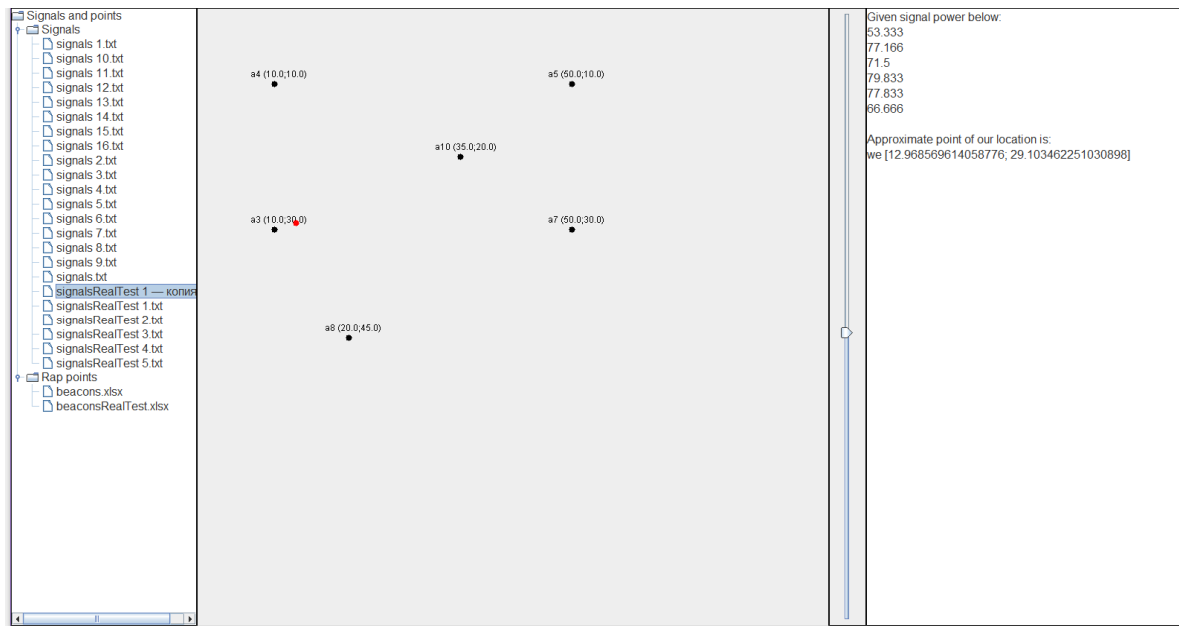 Signals and points
Signals
signals 1.txt
signals 10.txt
signals 11.txt
signals 12.txt
signals 13.txt
signals 14.txt
signals 15.txt
signals 16.txt
signals 2.txt
signals 3.txt
signals 4.txt
signals 5.txt
signals 6.txt
signals 7.txt
signals 8.txt
signals 9.txt
signals.txt
signalsRealTest 1 — копия
signalsRealTest 1.txt
signalsRealTest 2.txt
signalsRealTest 3.txt
signalsRealTest 4.txt
signalsRealTest 5.txt
Rap points
beacons.xlsx
beaconsRealTest.xlsx
a4 (10.0;10.0)
a5 (50.0;10.0)
a10 (35.0;20.0)
a3 (10.0;30.0)
a7 (50.0;30.0)
a8 (20.0;45.0)
Given signal power below:
53.333
77.166
71.5
79.833
77.833
66.666
Approximate point of our location is:
we [12.968569614058776; 29.103462251030898]